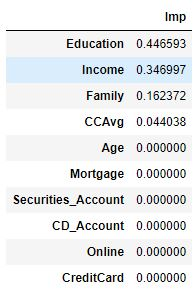 Imp
Education 0.446593
Income 0.346997
Family 0.162372
CCAvg 0.044038
Age 0.000000
Mortgage 0.000000
Securities_Account 0.000000
CD_Account 0.000000
Online 0.000000
CreditCard 0.000000